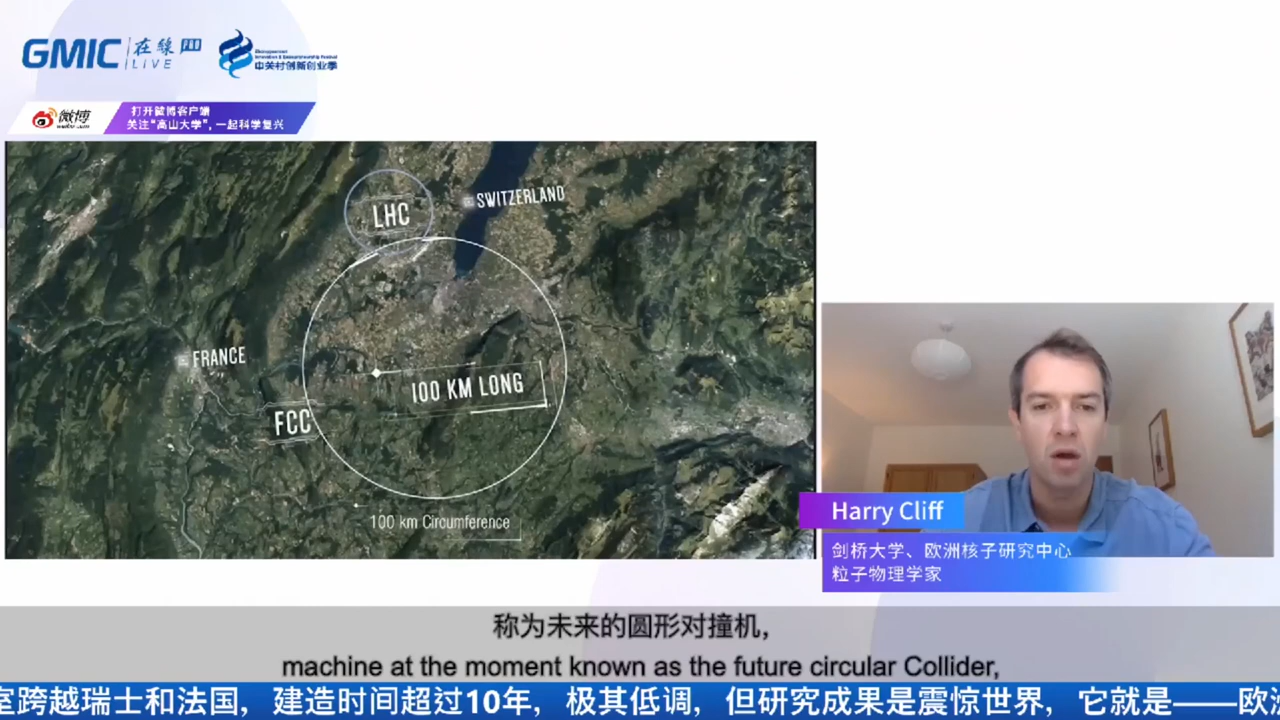 GMIC 在線 PRO
LIVE
Innovation & Entrepreneurship Festival
中关村创新创业季
微博
打开微博客户端
关注“高山大学”，一起科学复兴
LHC
SWITZERLAND
FRANCE
100 KM LONG
FCC
100 km Circumference
Harry Cliff
剑桥大学、欧洲核子研究中心
粒子物理学家
称为未来的圆形对撞机，
machine at the moment known as the future circular Collider,
室跨越瑞士和法国，建造时间超过10年，极其低调，但研究成果是震惊世界，它就是——欧洲